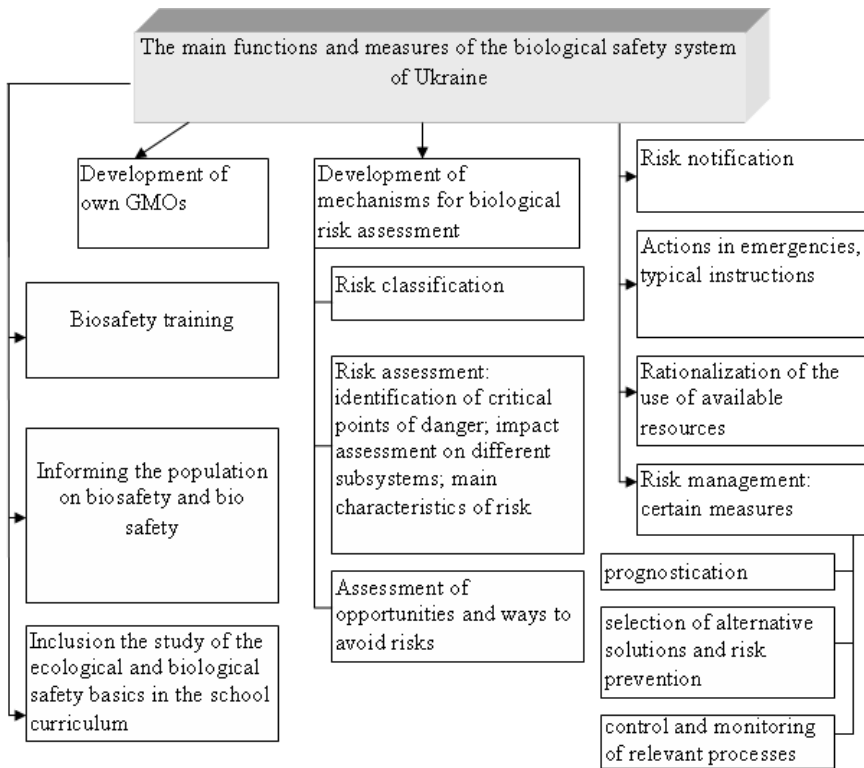 The main functions and measures of the biological safety system
of Ukraine
Development of
own GMOs
Biosafety training
Informing the population
on biosafety and bio
safety
Inclusion the study of the
ecological and biological
safety basics in the school
curriculum
Development of
mechanisms for biological
risk assessment
Risk classification
Risk assessment:
identification of critical
points of danger; impact
assessment on different
subsystems; main
characteristics of risk
Assessment of
opportunities and ways to
avoid risks
Risk notification
Actions in emergencies,
typical instructions
Rationalization of the
use of available
resources
Risk management:
certain measures
prognostication
selection of alternative
solutions and risk
prevention
control and monitoring
of relevant processes